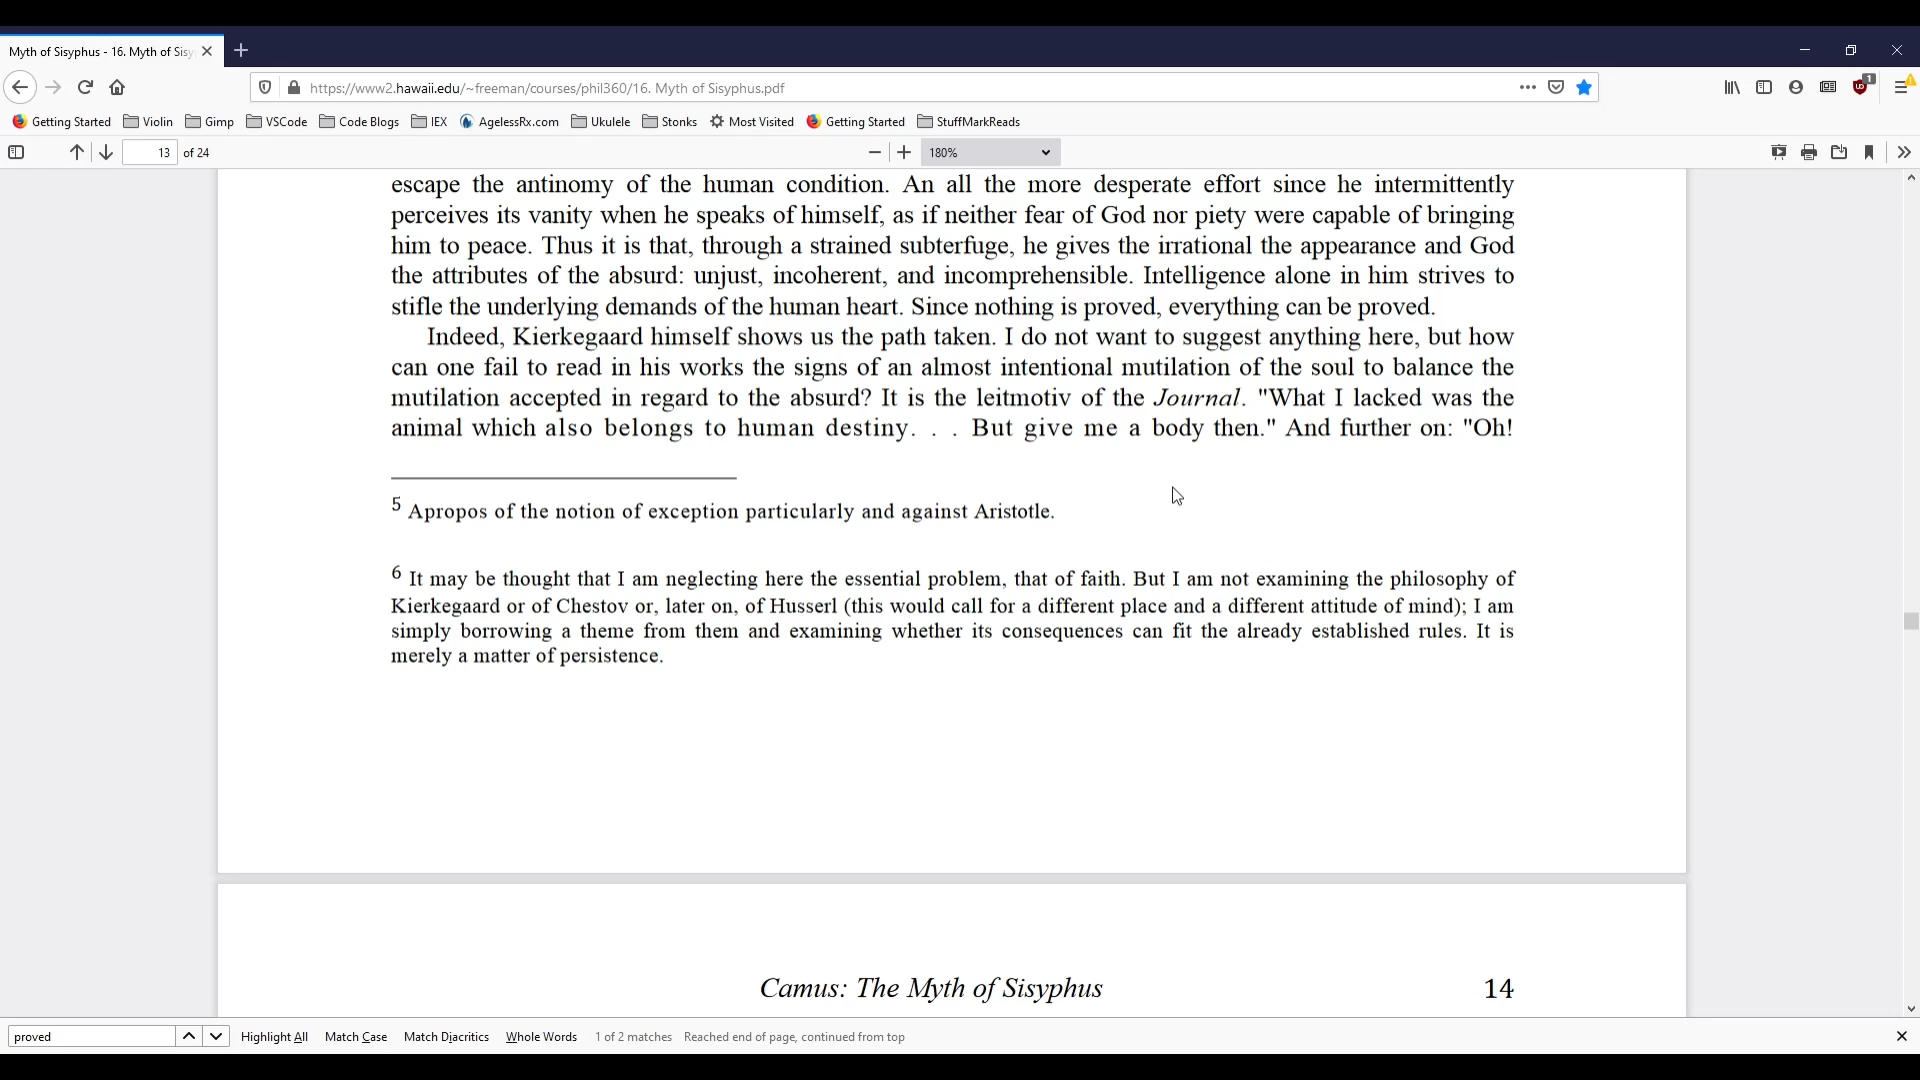 Myth of Sisyphus - 16. Myth of Sisy
https://www2.hawaii.edu/~freeman/courses/phil360/16. Myth of Sisyphus.pdf
1
Getting Started Violin Gimp VSCode Code Blogs IEX AgelessRx.com Ukulele Stonks Most Visited Getting Started StuffMarkReads
13 of 24 180%
escape the antinomy of the human condition. An all the more desperate effort since he intermittently
perceives its vanity when he speaks of himself, as if neither fear of God nor piety were capable of bringing
him to peace. Thus it is that, through a strained subterfuge, he gives the irrational the appearance and God
the attributes of the absurd: unjust, incoherent, and incomprehensible. Intelligence alone in him strives to
stifle the underlying demands of the human heart. Since nothing is proved, everything can be proved.
Indeed, Kierkegaard himself shows us the path taken. I do not want to suggest anything here, but how
can one fail to read in his works the signs of an almost intentional mutilation of the soul to balance the
mutilation accepted in regard to the absurd? It is the leitmotiv of the Journal. "What I lacked was the
animal which also belongs to human destiny. . . But give me a body then." And further on: "Oh!
5 Apropos of the notion of exception particularly and against Aristotle.
6 It may be thought that I am neglecting here the essential problem, that of faith. But I am not examining the philosophy of
Kierkegaard or of Chestov or, later on, of Husserl (this would call for a different place and a different attitude of mind); I am
simply borrowing a theme from them and examining whether its consequences can fit the already established rules. It is
merely a matter of persistence.
Camus: The Myth of Sisyphus 14
proved Highlight All Match Case Match Diacritics Whole Words 1 of 2 matches Reached end of page, continued from top